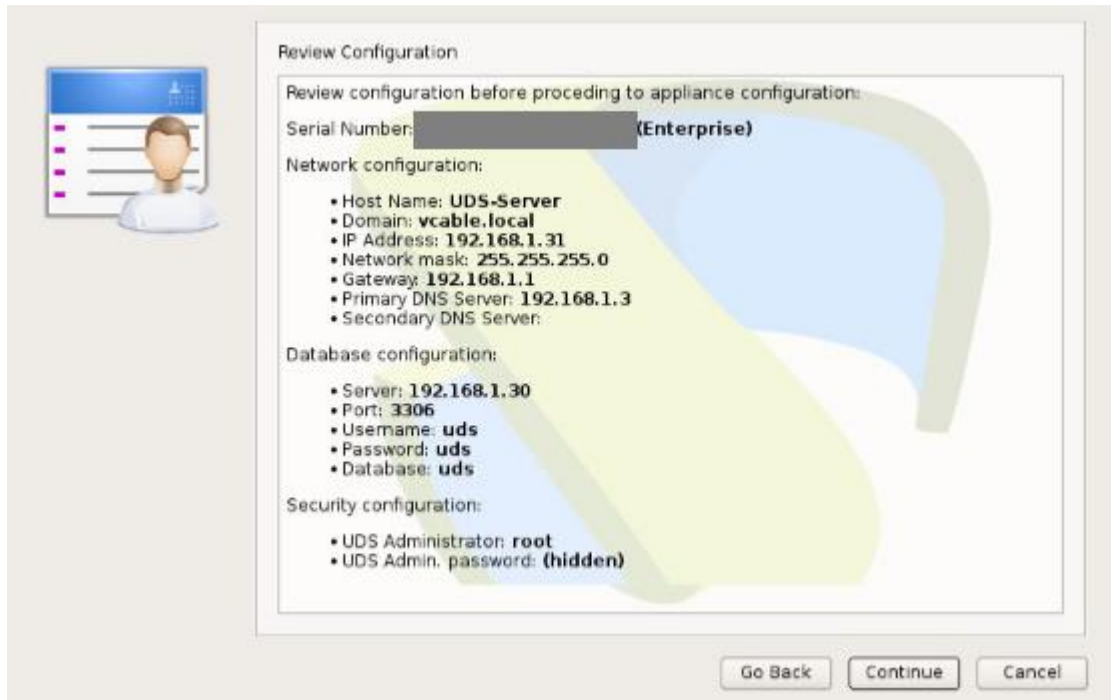 Review Configuration
Review configuration before proceding to appliance configuration:
Serial Number: (Enterprise)
Network configuration:
• Host Name: UDS-Server
• Domain: vcable.local
• IP Address: 192.168.1.31
• Network mask: 255.255.255.0
• Gateway: 192.168.1.1
• Primary DNS Server: 192.168.1.3
• Secondary DNS Server:
Database configuration:
• Server: 192.168.1.30
• Port: 3306
• Username: uds
• Password: uds
• Database: uds
Security configuration:
• UDS Administrator: root
• UDS Admin. password: (hidden)
Go Back Continue Cancel